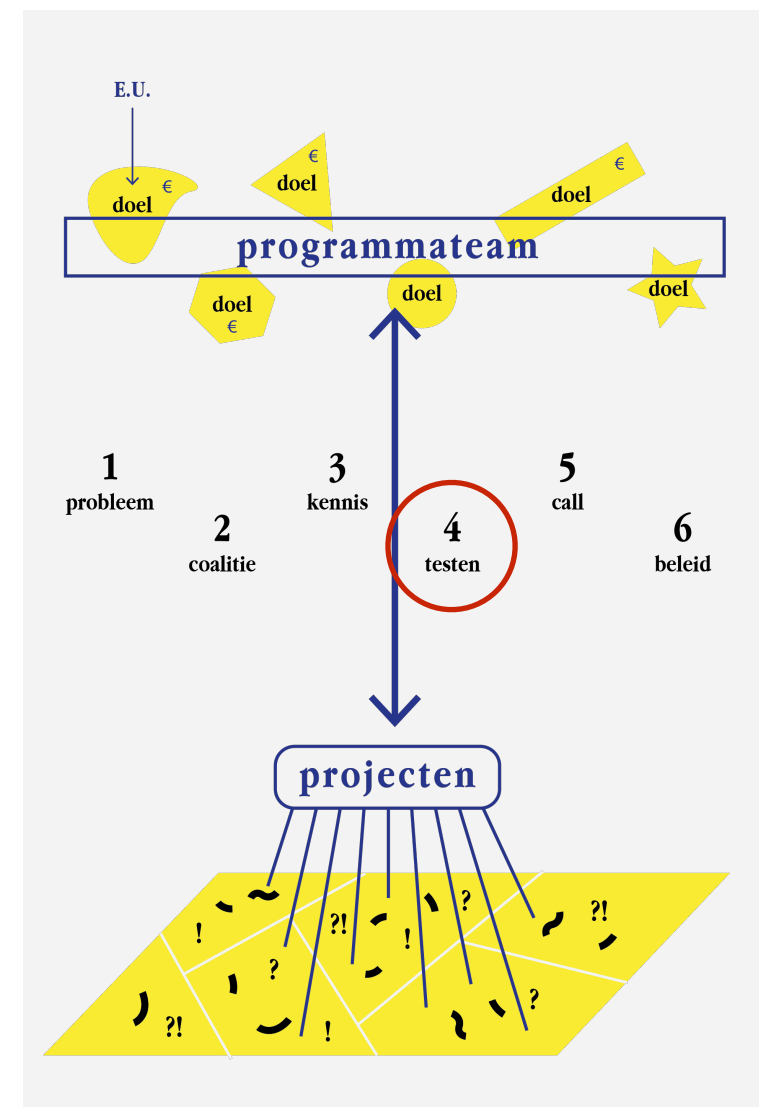 E.U.
€
doel
€
doel
€
doel
programmateam
doel
€
doel
doel
1
probleem
2
coalitie
3
kennis
4
testen
5
call
6
beleid
projecten
!
?!
?
!
?!
?
?!
!
?